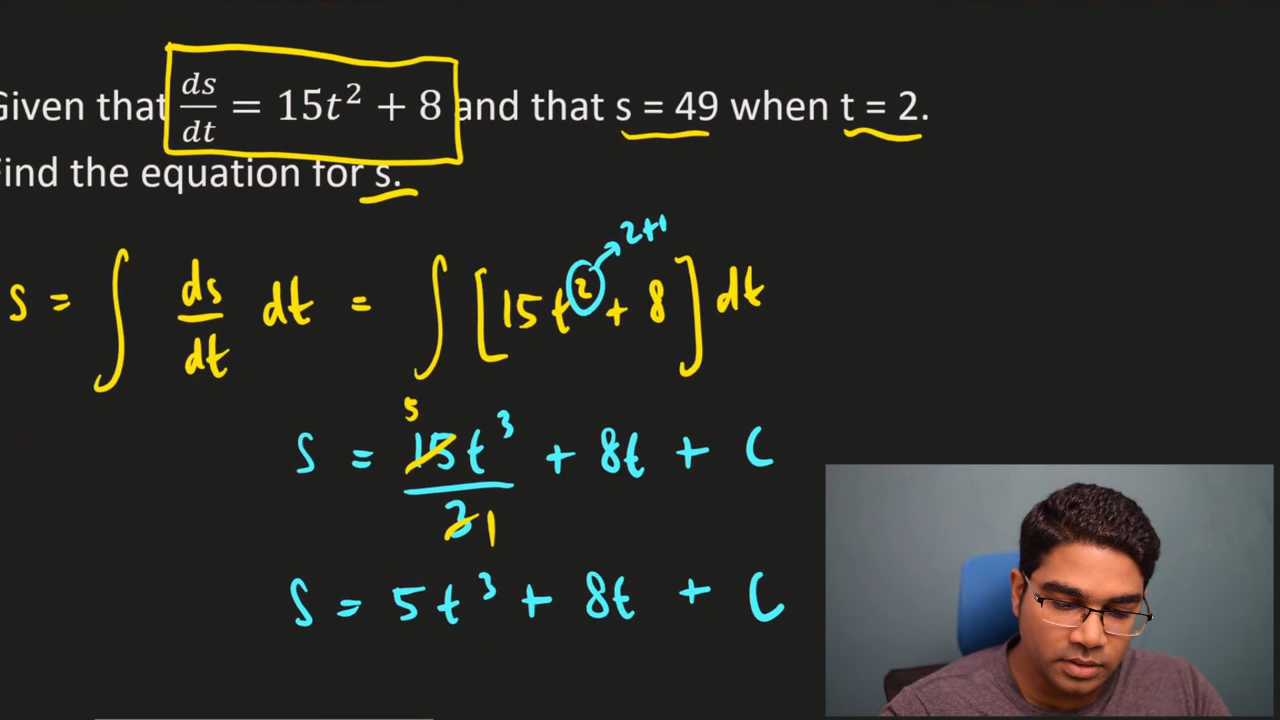 Given that ds/dt = 15t² + 8 and that s = 49 when t = 2.
Find the equation for s.
2+1
s = ∫ ds/dt dt = ∫ [15t² + 8] dt
5
s = 15t³/3 + 8t + C
1
s = 5t³ + 8t + C